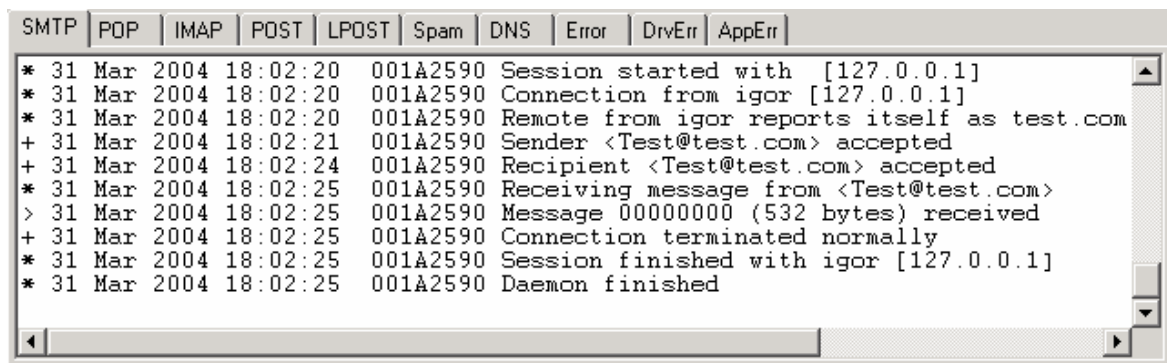 SMTP POP IMAP POST LPOST Spam DNS Error DrvErr AppErr
* 31 Mar 2004 18:02:20 001A2590 Session started with [127.0.0.1]
* 31 Mar 2004 18:02:20 001A2590 Connection from igor [127.0.0.1]
* 31 Mar 2004 18:02:20 001A2590 Remote from igor reports itself as test.com
+ 31 Mar 2004 18:02:21 001A2590 Sender <Test@test.com> accepted
+ 31 Mar 2004 18:02:24 001A2590 Recipient <Test@test.com> accepted
* 31 Mar 2004 18:02:25 001A2590 Receiving message from <Test@test.com>
> 31 Mar 2004 18:02:25 001A2590 Message 00000000 (532 bytes) received
+ 31 Mar 2004 18:02:25 001A2590 Connection terminated normally
* 31 Mar 2004 18:02:25 001A2590 Session finished with igor [127.0.0.1]
* 31 Mar 2004 18:02:25 001A2590 Daemon finished